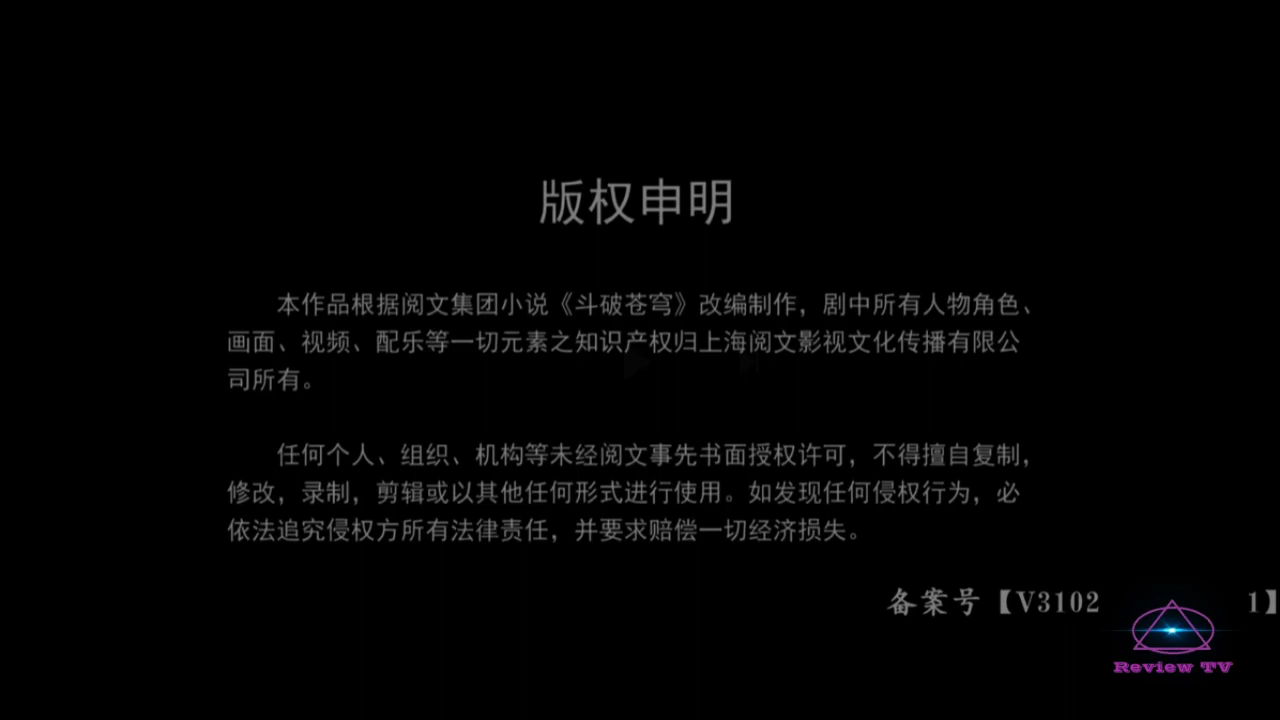 版权申明
本作品根据阅文集团小说《斗破苍穹》改编制作，剧中所有人物角色、
画面、视频、配乐等一切元素之知识产权归上海阅文影视文化传播有限公
司所有。
任何个人、组织、机构等未经阅文事先书面授权许可，不得擅自复制，
修改，录制，剪辑或以其他任何形式进行使用。如发现任何侵权行为，必
依法追究侵权方所有法律责任，并要求赔偿一切经济损失。
备案号【V3102 1】
Review TV